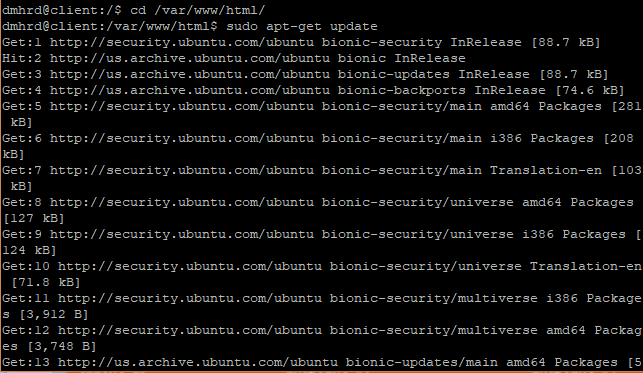 dmhrd@client:/$ cd /var/www/html/
dmhrd@client:/var/www/html$ sudo apt-get update
Get:1 http://security.ubuntu.com/ubuntu bionic-security InRelease [88.7 kB]
Hit:2 http://us.archive.ubuntu.com/ubuntu bionic InRelease
Get:3 http://us.archive.ubuntu.com/ubuntu bionic-updates InRelease [88.7 kB]
Get:4 http://us.archive.ubuntu.com/ubuntu bionic-backports InRelease [74.6 kB]
Get:5 http://security.ubuntu.com/ubuntu bionic-security/main amd64 Packages [281
 kB]
Get:6 http://security.ubuntu.com/ubuntu bionic-security/main i386 Packages [208
kB]
Get:7 http://security.ubuntu.com/ubuntu bionic-security/main Translation-en [103
 kB]
Get:8 http://security.ubuntu.com/ubuntu bionic-security/universe amd64 Packages
[127 kB]
Get:9 http://security.ubuntu.com/ubuntu bionic-security/universe i386 Packages [
124 kB]
Get:10 http://security.ubuntu.com/ubuntu bionic-security/universe Translation-en
 [71.8 kB]
Get:11 http://security.ubuntu.com/ubuntu bionic-security/multiverse i386 Package
s [3,912 B]
Get:12 http://security.ubuntu.com/ubuntu bionic-security/multiverse amd64 Packag
es [3,748 B]
Get:13 http://us.archive.ubuntu.com/ubuntu bionic-updates/main amd64 Packages [5